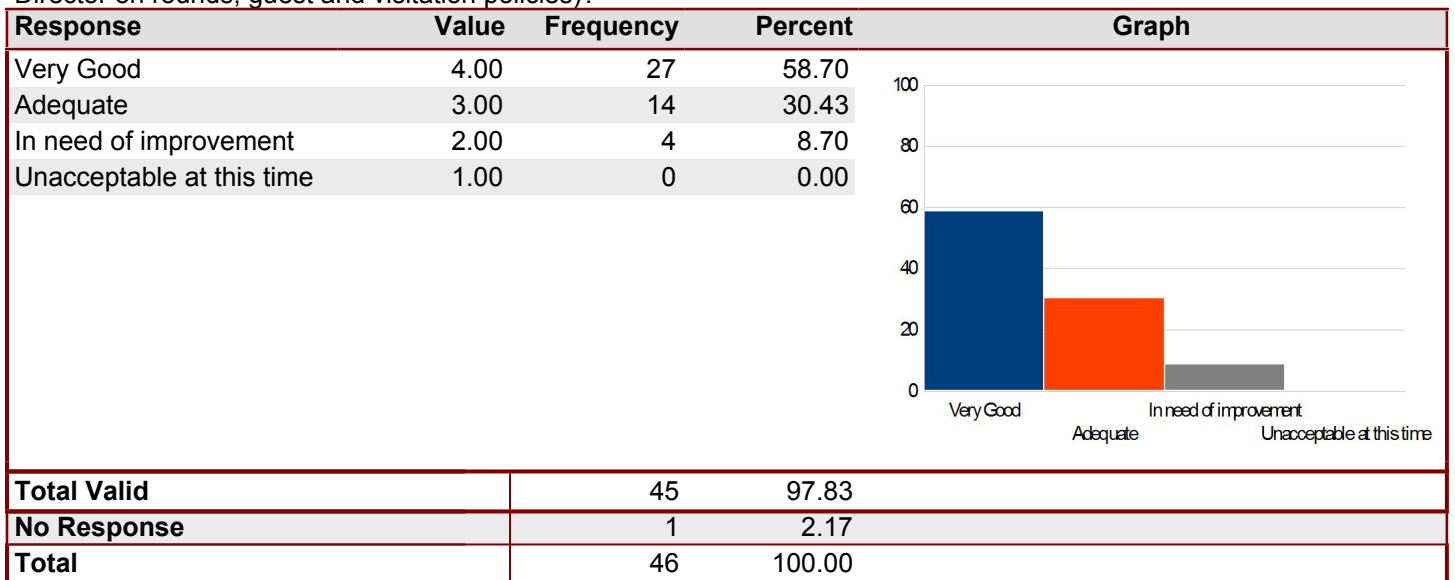 Director on rounds, guest and visitation policies).
Response Value Frequency Percent Graph
Very Good 4.00 27 58.70
Adequate 3.00 14 30.43
In need of improvement 2.00 4 8.70
Unacceptable at this time 1.00 0 0.00
100
80
60
40
20
0
Very Good In need of improvement
Adequate Unacceptable at this time
Total Valid 45 97.83
No Response 1 2.17
Total 46 100.00